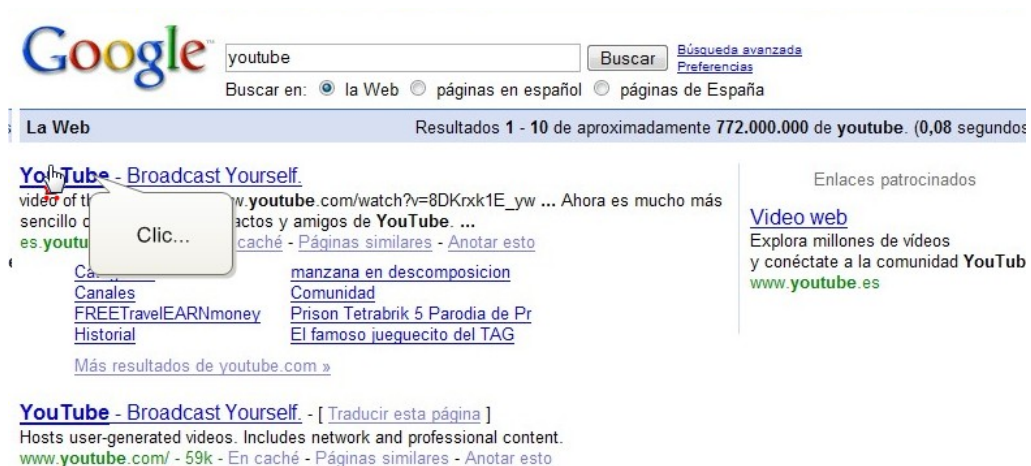 Google™
youtube
Buscar
Búsqueda avanzada
Preferencias
Buscar en: la Web páginas en español páginas de España
La Web
Resultados 1 - 10 de aproximadamente 772.000.000 de youtube. (0,08 segundos
YouTube - Broadcast Yourself.
video of .youtube.com/watch?v=8DKrxk1E_yw ... Ahora es mucho más
sencillo y amigos de YouTube. ...
caché - Páginas similares - Anotar esto
Clic...
manzana en descomposicion
Canales
Comunidad
FREETravelEARNmoney
Prison Tetrabrik 5 Parodia de Pr
Historial
El famoso jueguecito del TAG
Más resultados de youtube.com »
Enlaces patrocinados
Video web
Explora millones de vídeos
y conéctate a la comunidad YouTub
www.youtube.es
YouTube - Broadcast Yourself. - [ Traducir esta página ]
Hosts user-generated videos. Includes network and professional content.
www.youtube.com/ - 59k - En caché - Páginas similares - Anotar esto